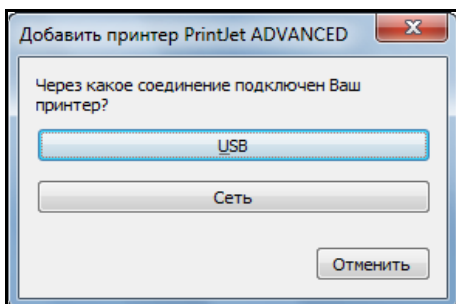 Добавить принтер PrintJet ADVANCED
Через какое соединение подключен Ваш
принтер?
USB
Сеть
Отменить